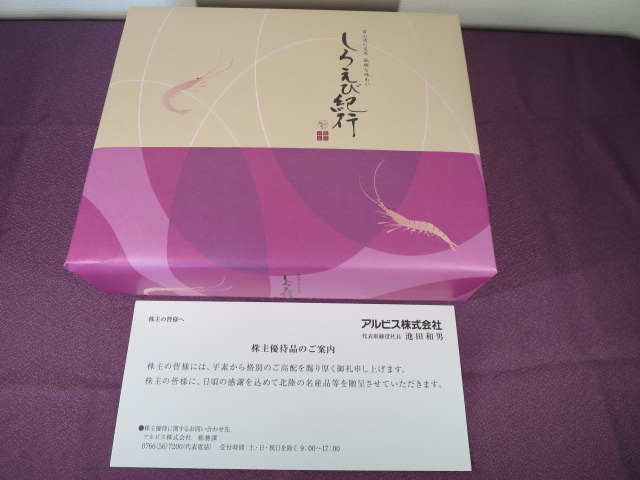 富山湾の宝石 繊細な味わい
しろえび紀行
しろえび紀行
株主の皆様へ
アルビス株式会社
代表取締役社長 池田和男
株主優待品のご案内
株主の皆様には、平素から格別のご高配を賜り厚く御礼申し上げます。
株主の皆様に、日頃の感謝を込めて北陸の名産品等を贈呈させていただきます。
●株主優待に関するお問い合わせ先
アルビス株式会社 総務課
0766(56)7200(代表電話) 受付時間:土・日・祝日を除く 9:00~17:00